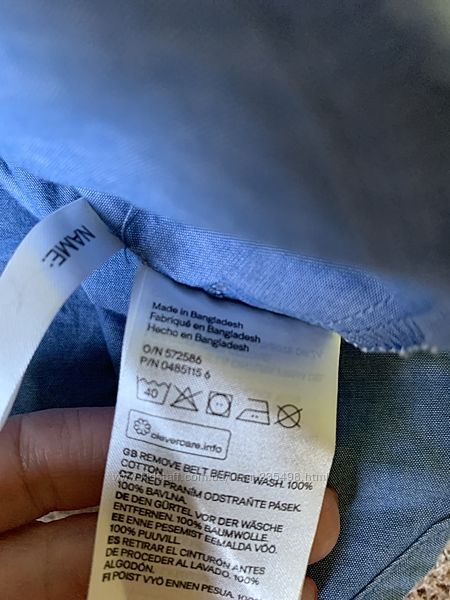 NAME:
Made in Bangladesh
Fabriqué en Bangladesh
Hecho en Bangladesh
O/N 572586
P/N 0485115 6
40
clevercare.info
GB REMOVE BELT BEFORE WASH. 100%
COTTON.
CZ PŘED PRANÍM ODSTRAŇTE PÁSEK.
100% BAVLNA.
DE DEN GÜRTEL VOR DER WÄSCHE
ENTFERNEN. 100% BAUMWOLLE.
EE ENNE PESEMIST EEMALDA VÖÖ.
100% PUUVILL.
ES RETIRAR EL CINTURÓN ANTES
DE PROCEDER AL LAVADO. 100%
ALGODÓN.
FI POIST VYÖ ENNEN PESUA. 100%